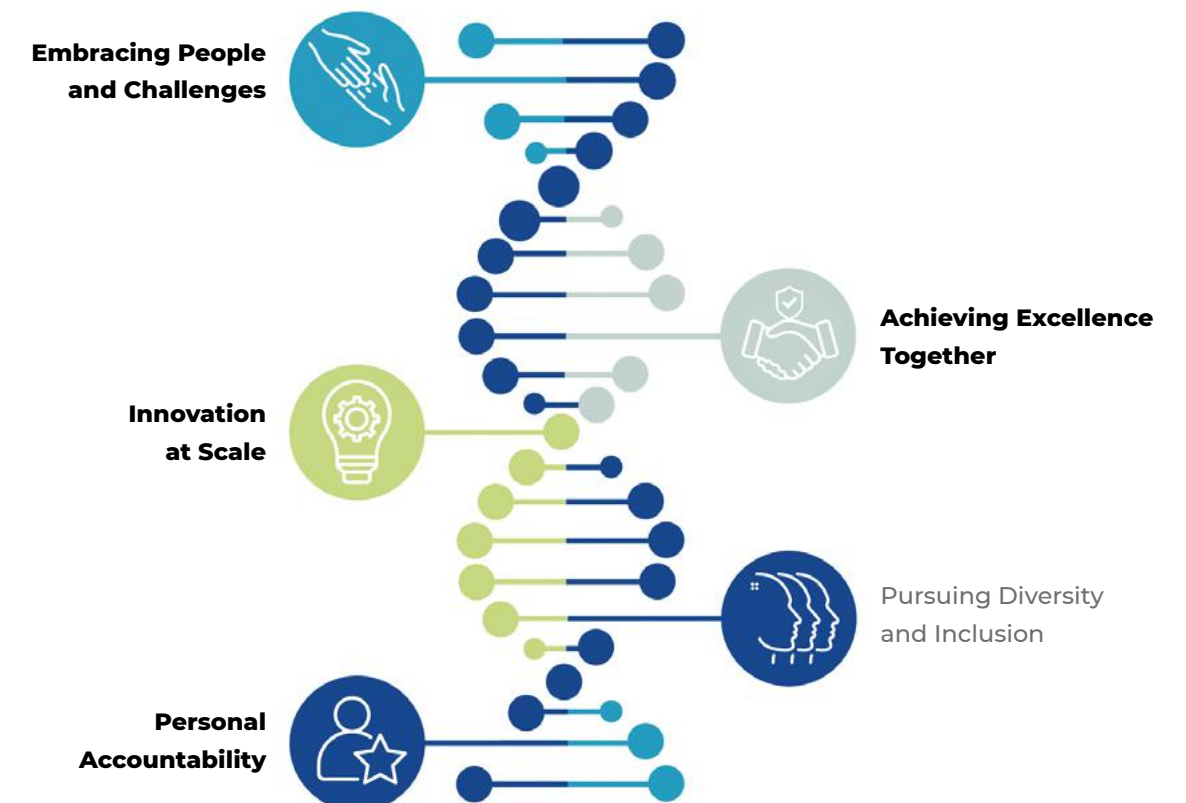 Embracing People
and Challenges
Achieving Excellence
Together
Innovation
at Scale
Pursuing Diversity
and Inclusion
Personal
Accountability